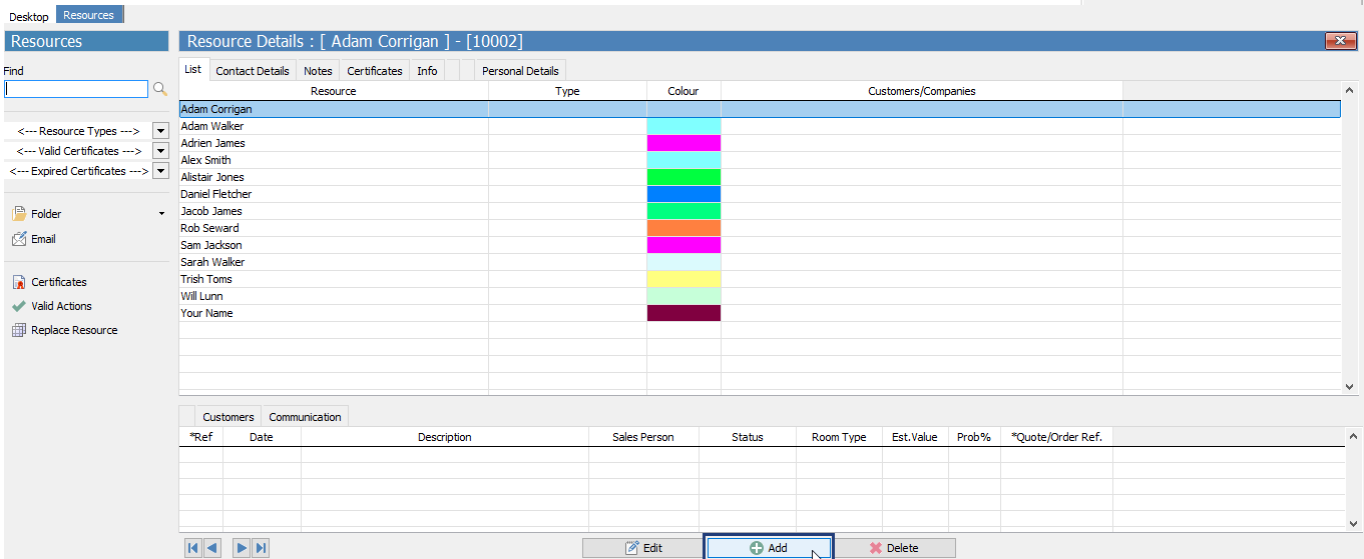 Desktop Resources
Resources
Resource Details : [ Adam Corrigan ] - [10002]
Find
List Contact Details Notes Certificates Info Personal Details
Resource Type Colour Customers/Companies
Adam Corrigan
Adam Walker
<--- Resource Types --->
Adrien James
<--- Valid Certificates --->
Alex Smith
<--- Expired Certificates --->
Alistair Jones
Daniel Fletcher
Folder
Jacob James
Rob Seward
Email
Sam Jackson
Sarah Walker
Certificates
Trish Toms
Valid Actions
Will Lunn
Your Name
Replace Resource
Customers Communication
*Ref Date Description Sales Person Status Room Type Est.Value Prob% *Quote/Order Ref.
Edit Add Delete